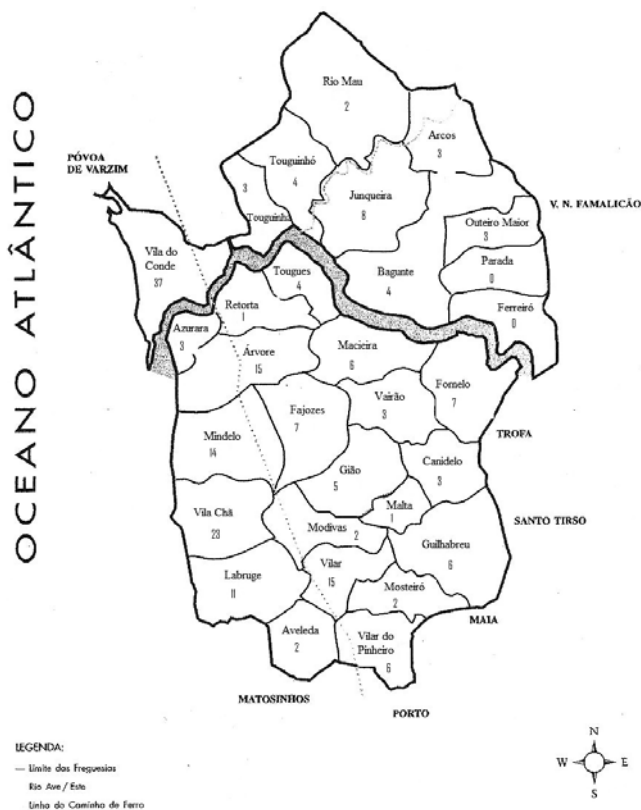 OCEANO ATLÂNTICO
PÓVOA
DE VARZIM
Rio Mau
2
Arcos
3
Touguinhó
4
3
Touguinha
Junqueira
8
V. N. FAMALICÃO
Outeiro Maior
3
Parada
0
Ferreiró
0
Bagunte
4
Vila do
Conde
37
Tougues
4
Retorta
1
Azurara
3
Árvore
15
Macieira
6
Fornelo
7
Vairão
3
Fajozes
7
TROFA
Mindelo
14
Gião
5
Canidelo
3
Malta
1
SANTO TIRSO
Vila Chã
23
Modivas 2
Guilhabreu
6
Vilar
15
Labruge
11
Mosteiró
2
MAIA
Aveleda
2
Vilar do
Pinheiro
6
MATOSINHOS
PORTO
LEGENDA:
— Limite das Freguesias
Rio Ave / Este
Linha do Caminho de Ferro
N
W E
S